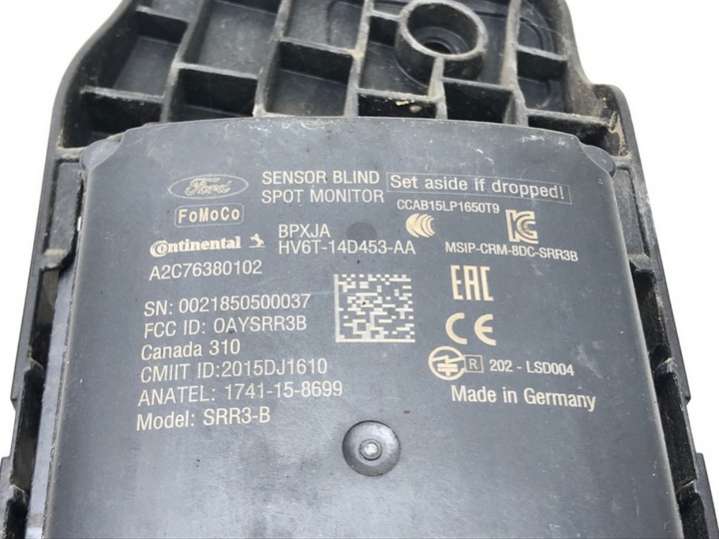 Ford
FoMoCo
SENSOR BLIND
SPOT MONITOR
Set aside if dropped!
CCAB15LP1650T9
Continental
BPXJA
HV6T-14D453-AA
MSIP-CRM-8DC-SRR3B
A2C76380102
SN: 0021850500037
FCC ID: OAYSRR3B
Canada 310
CMIIT ID:2015DJ1610
ANATEL: 1741-15-8699
Model: SRR3-B
EAC
CE
R 202 - LSD004
Made in Germany